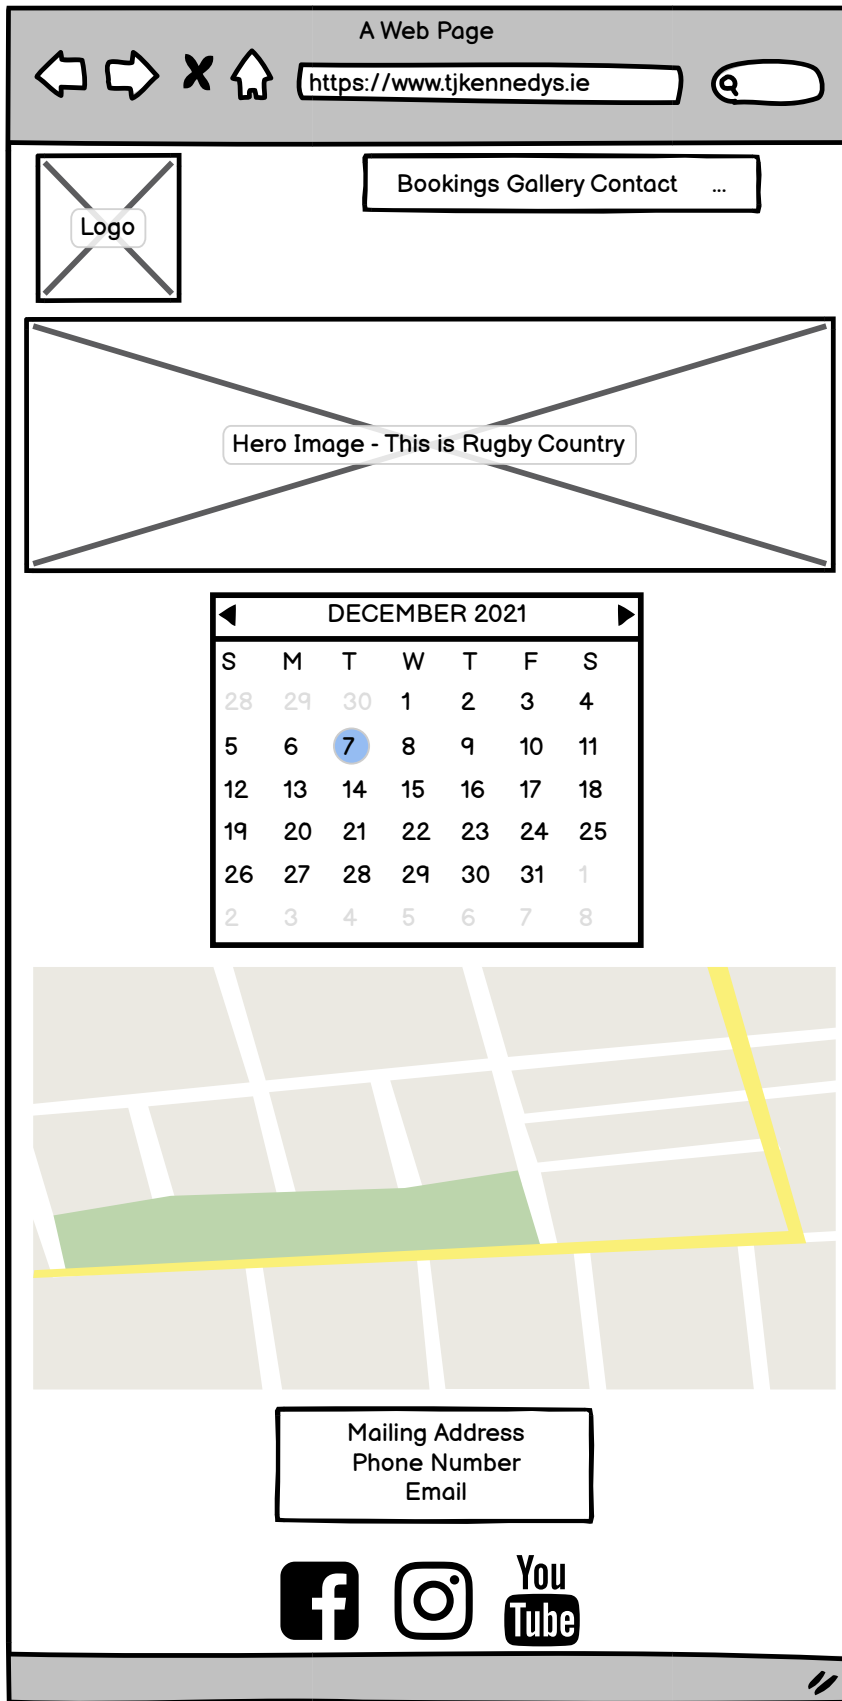 A Web Page
https://www.tjkennedys.ie
Bookings Gallery Contact ...
Logo
Hero Image - This is Rugby Country
DECEMBER 2021
S M T W T F S
28 29 30 1 2 3 4
5 6 7 8 9 10 11
12 13 14 15 16 17 18
19 20 21 22 23 24 25
26 27 28 29 30 31 1
2 3 4 5 6 7 8
Mailing Address
Phone Number
Email
You
Tube